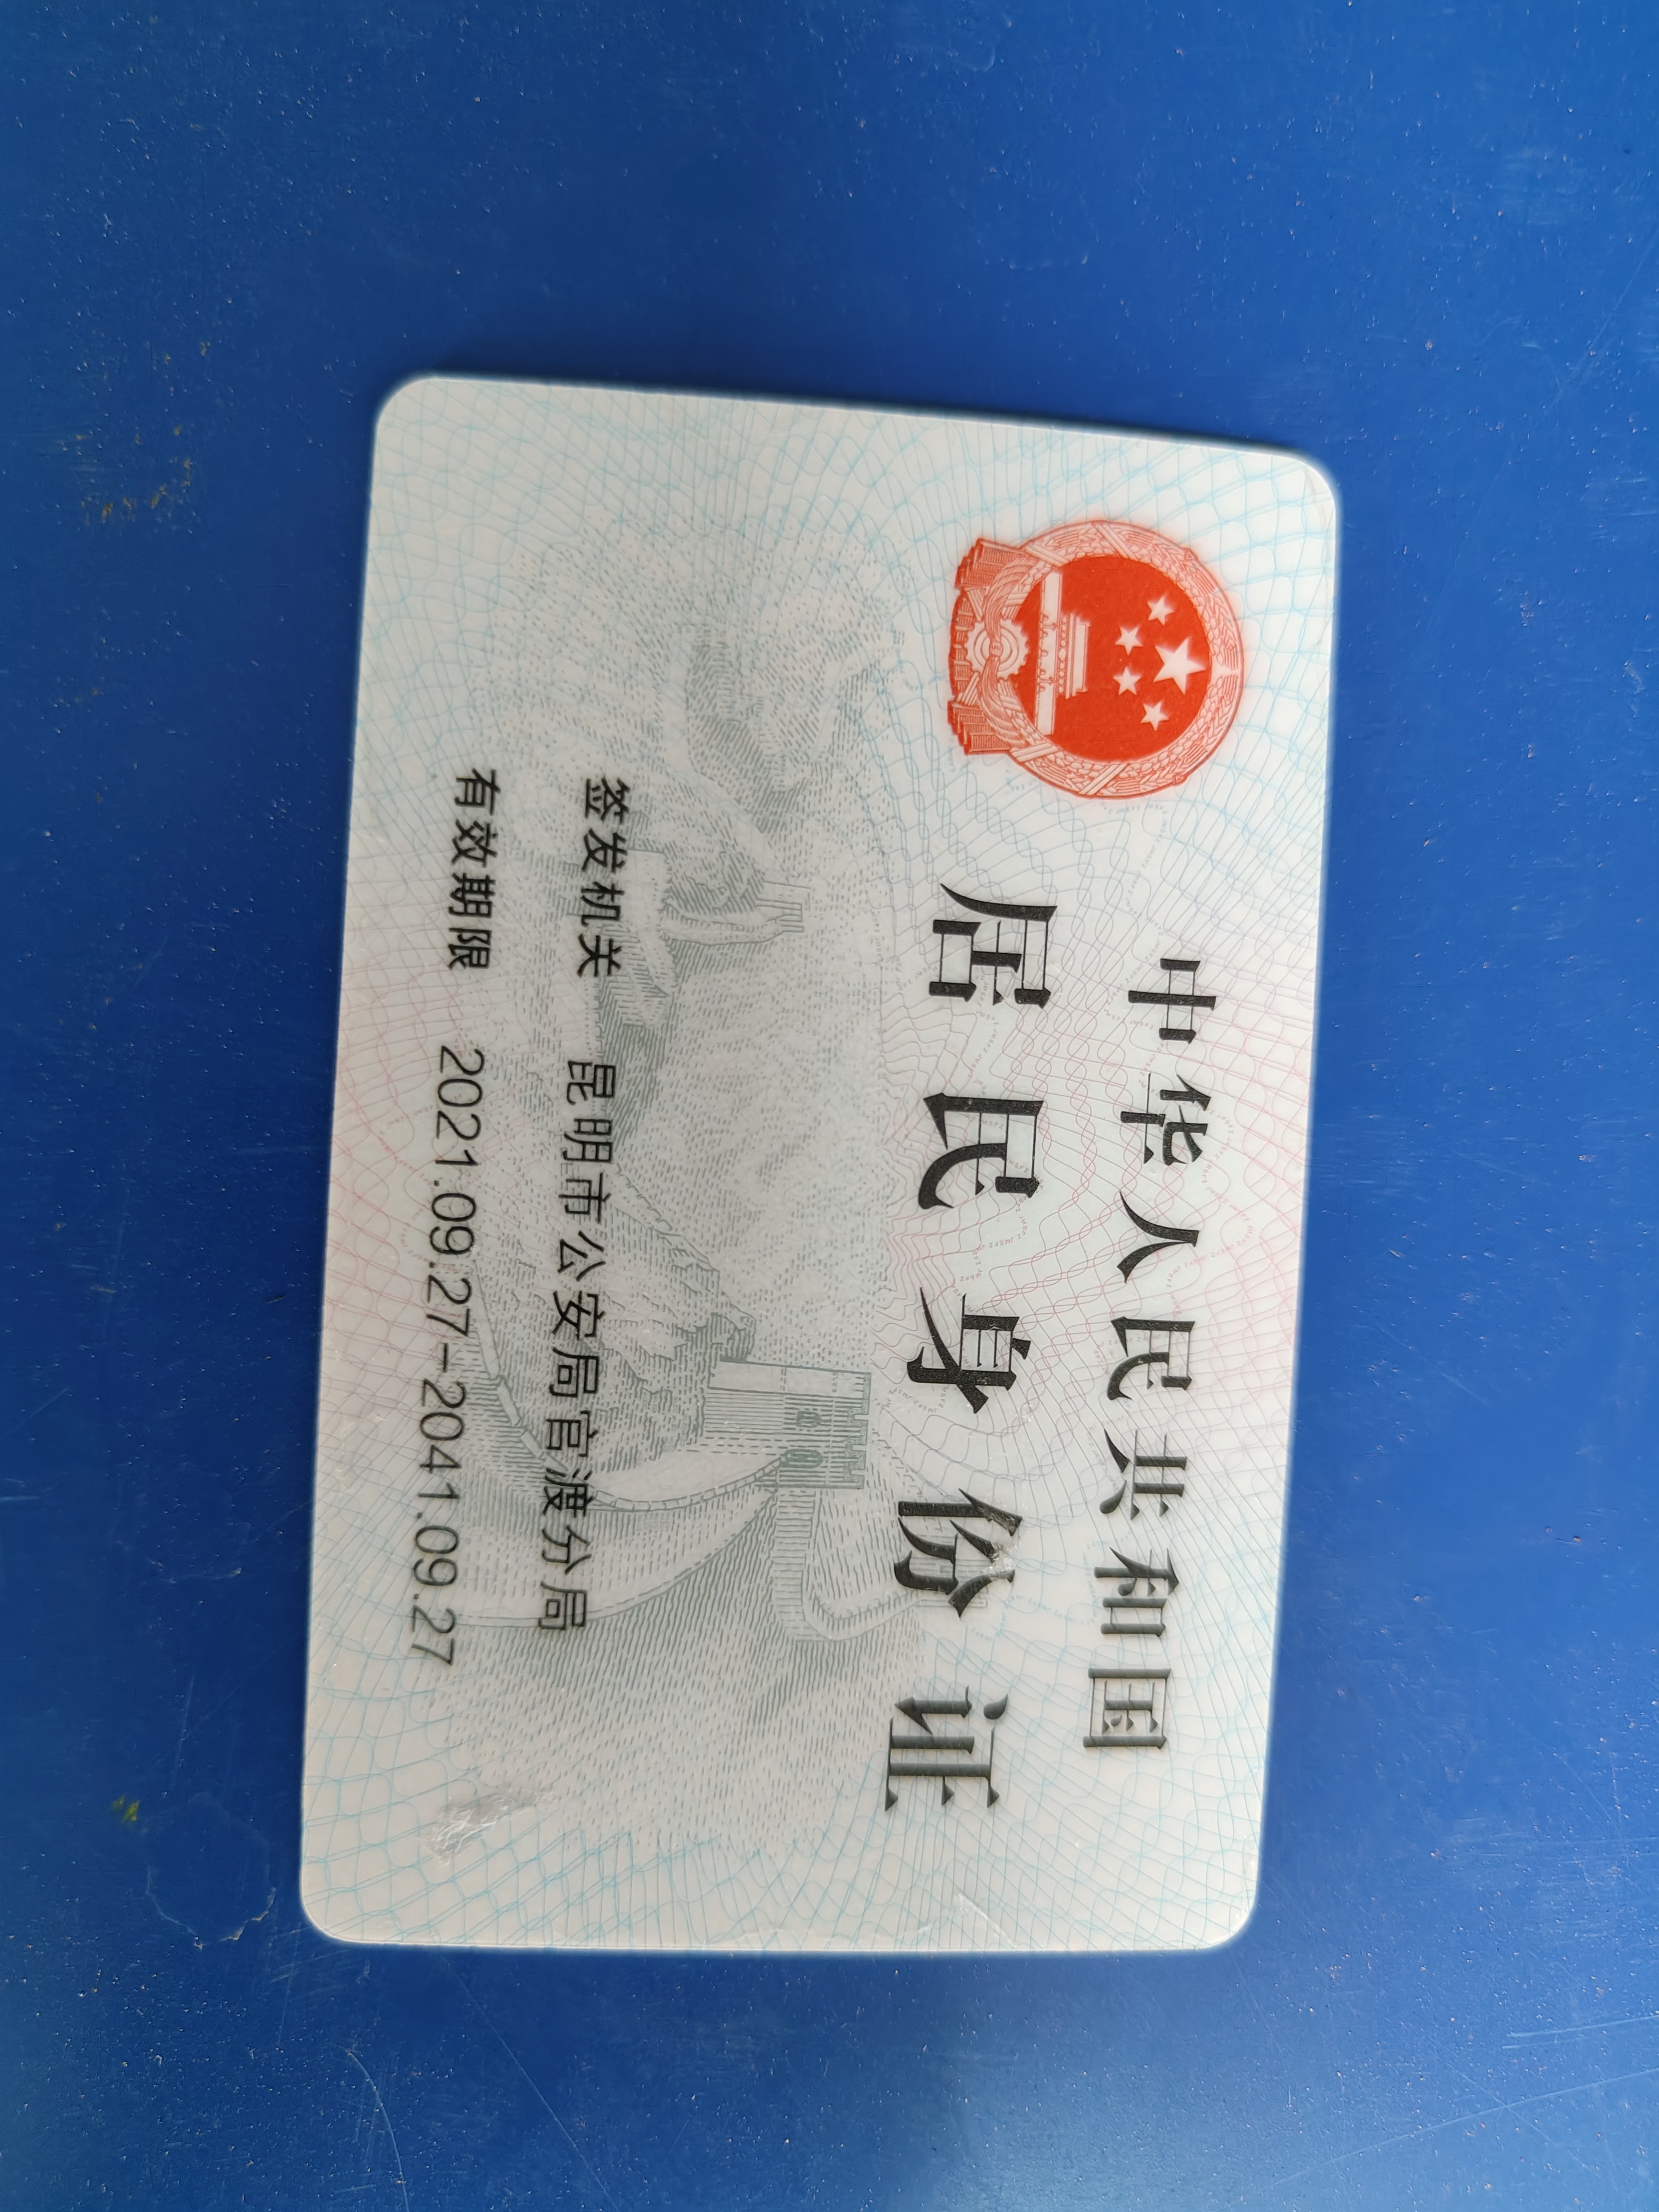 中华人民共和国
居民身份证
签发机关 昆明市公安局官渡分局
有效期限 2021.09.27-2041.09.27